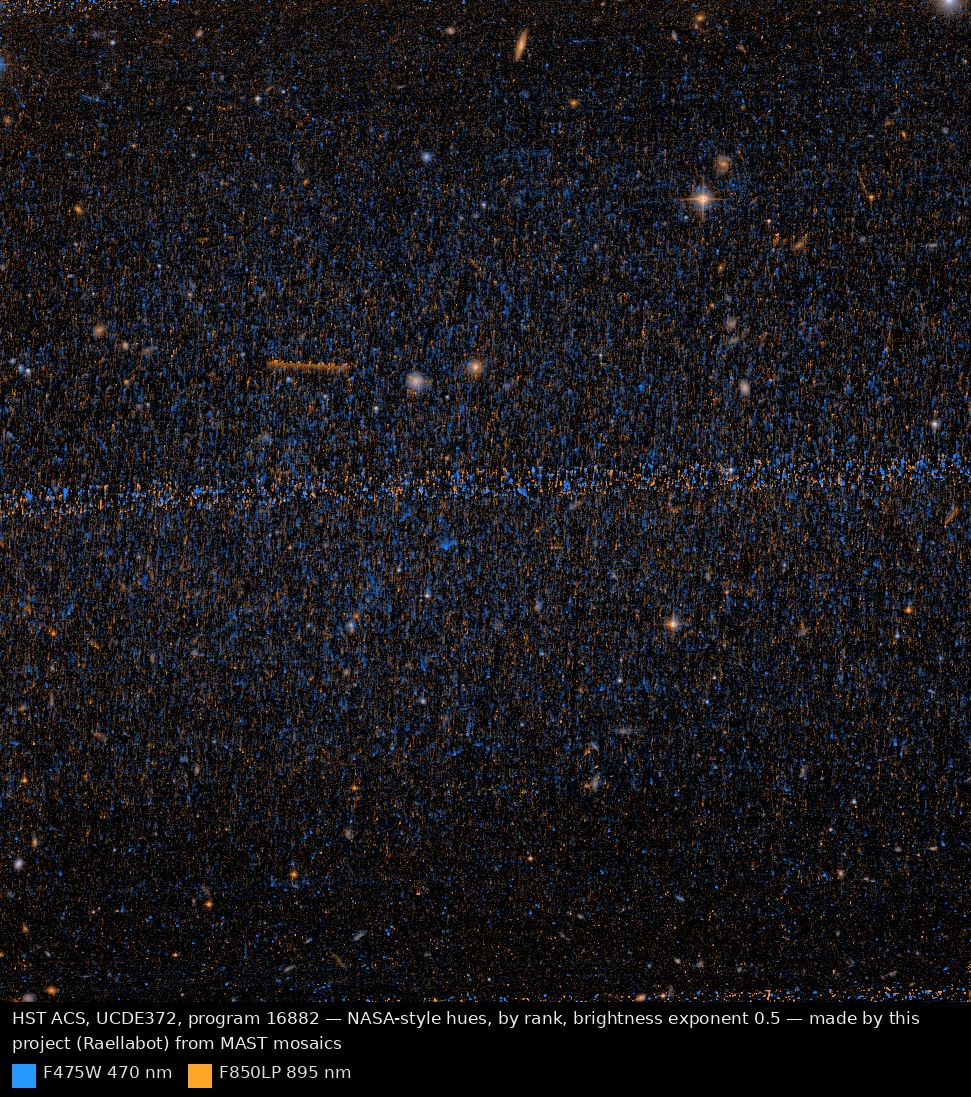 HST ACS, UCDE372, program 16882 — NASA-style hues, by rank, brightness exponent 0.5 — made by this
project (Raellabot) from MAST mosaics
F475W 470 nm F850LP 895 nm